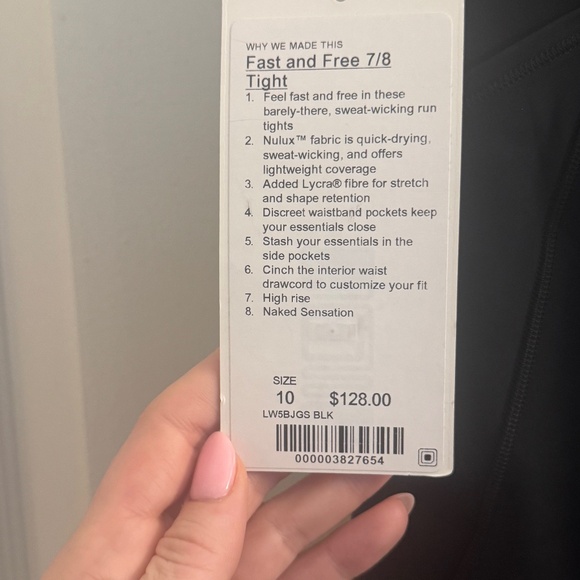 WHY WE MADE THIS
Fast and Free 7/8
Tight
1. Feel fast and free in these
barely-there, sweat-wicking run
tights
2. Nulux™ fabric is quick-drying,
sweat-wicking, and offers
lightweight coverage
3. Added Lycra® fibre for stretch
and shape retention
4. Discreet waistband pockets keep
your essentials close
5. Stash your essentials in the
side pockets
6. Cinch the interior waist
drawcord to customize your fit
7. High rise
8. Naked Sensation
SIZE
10 $128.00
LW5BJGS BLK
000003827654